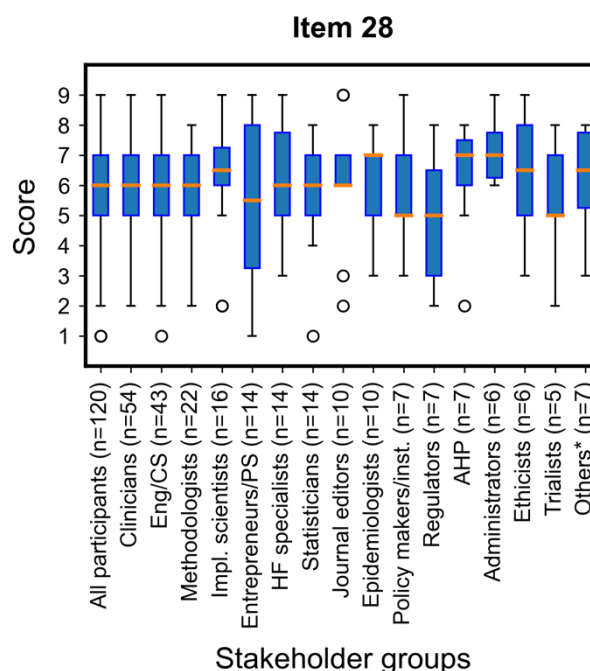 Item 28
Score
9
8
7
6
5
4
3
2
1
All participants (n=120)
Clinicians (n=54)
Eng/CS (n=43)
Methodologists (n=22)
Impl. scientists (n=16)
Entrepreneurs/PS (n=14)
HF specialists (n=14)
Statisticians (n=14)
Journal editors (n=10)
Epidemiologists (n=10)
Policy makers/inst. (n=7)
Regulators (n=7)
AHP (n=7)
Administrators (n=6)
Ethicists (n=6)
Trialists (n=5)
Others* (n=7)
Stakeholder groups